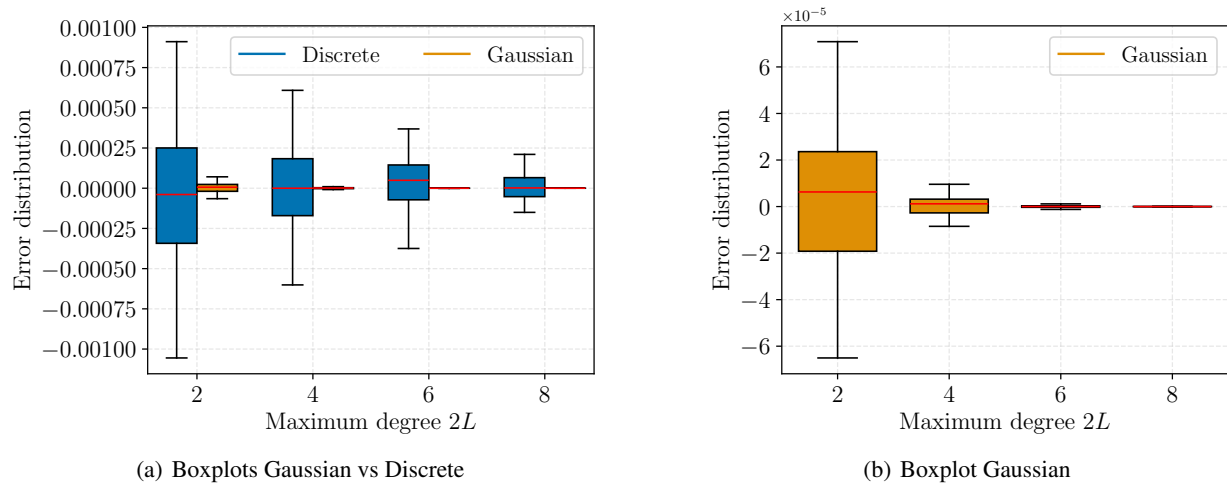 0.00100
0.00075
0.00050
0.00025
0.00000
−0.00025
−0.00050
−0.00075
−0.00100
Error distribution
Discrete
Gaussian
2 4 6 8
Maximum degree 2L
(a) Boxplots Gaussian vs Discrete
×10⁻⁵
6
4
2
0
−2
−4
−6
Error distribution
Gaussian
2 4 6 8
Maximum degree 2L
(b) Boxplot Gaussian